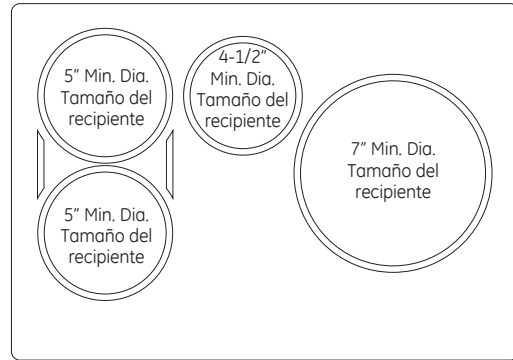 5" Min. Dia.
Tamaño del
recipiente
4-1/2"
Min. Dia.
Tamaño del
recipiente
7" Min. Dia.
Tamaño del
recipiente
5" Min. Dia.
Tamaño del
recipiente